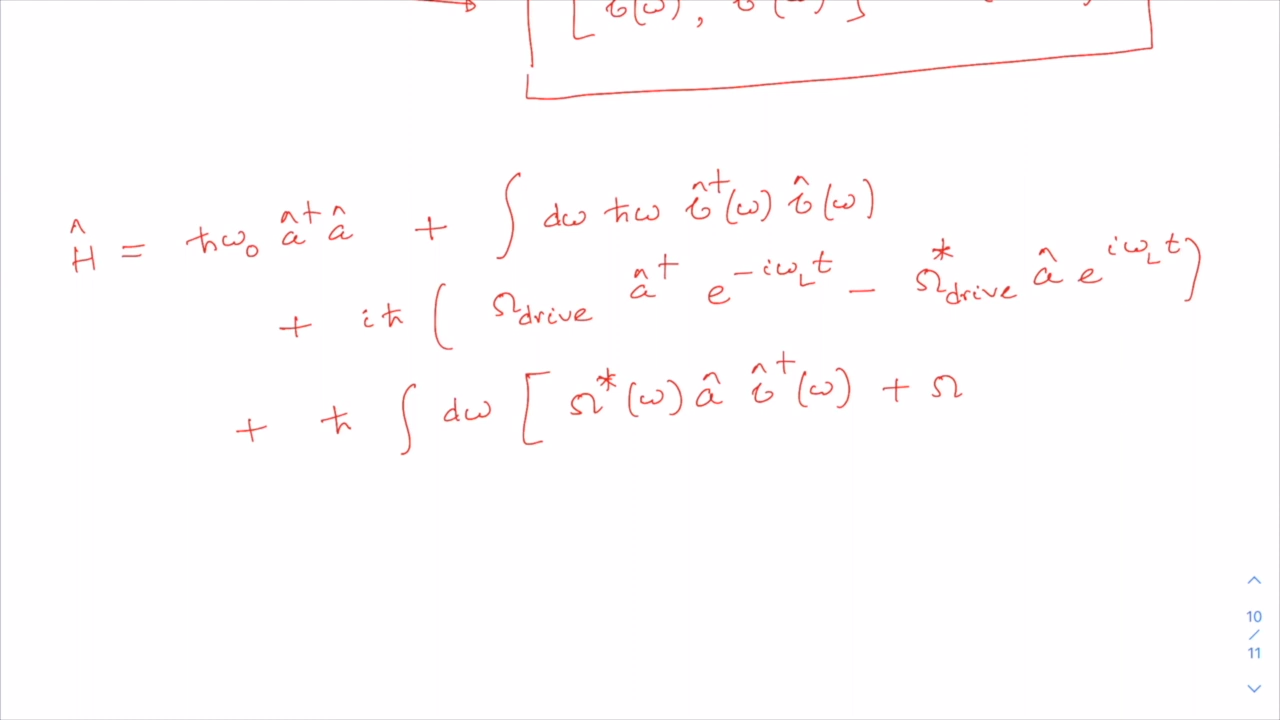 [ b̂(ω), b̂
Ĥ = ħω₀ â†â + ∫ dω ħω b̂†(ω) b̂(ω)
+ iħ ( Ω_drive â† e^{-iω_L t} − Ω*_drive â e^{iω_L t} )
+ ħ ∫ dω [ Ω*(ω) â b̂†(ω) + Ω
10
/
11